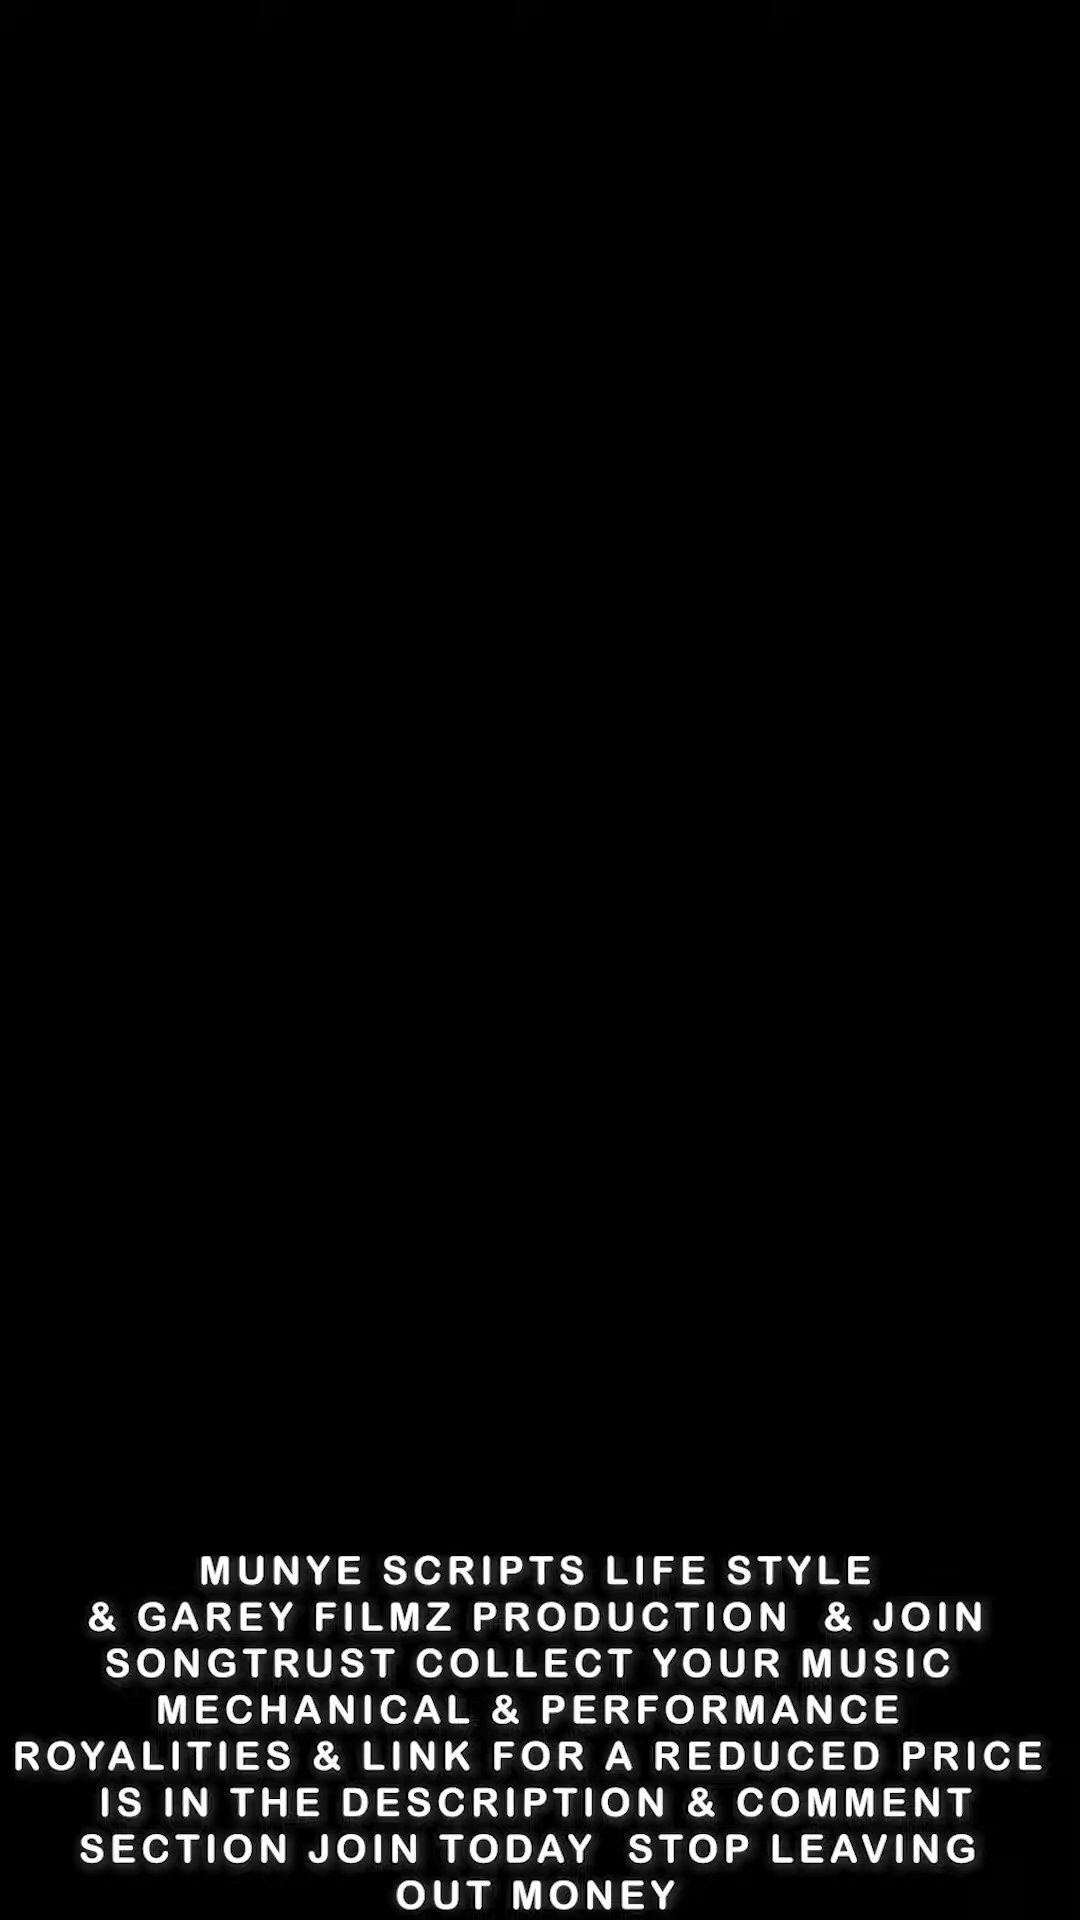 MUNYE SCRIPTS LIFE STYLE
& GAREY FILMZ PRODUCTION & JOIN
SONGTRUST COLLECT YOUR MUSIC
MECHANICAL & PERFORMANCE
ROYALITIES & LINK FOR A REDUCED PRICE
IS IN THE DESCRIPTION & COMMENT
SECTION JOIN TODAY STOP LEAVING
OUT MONEY